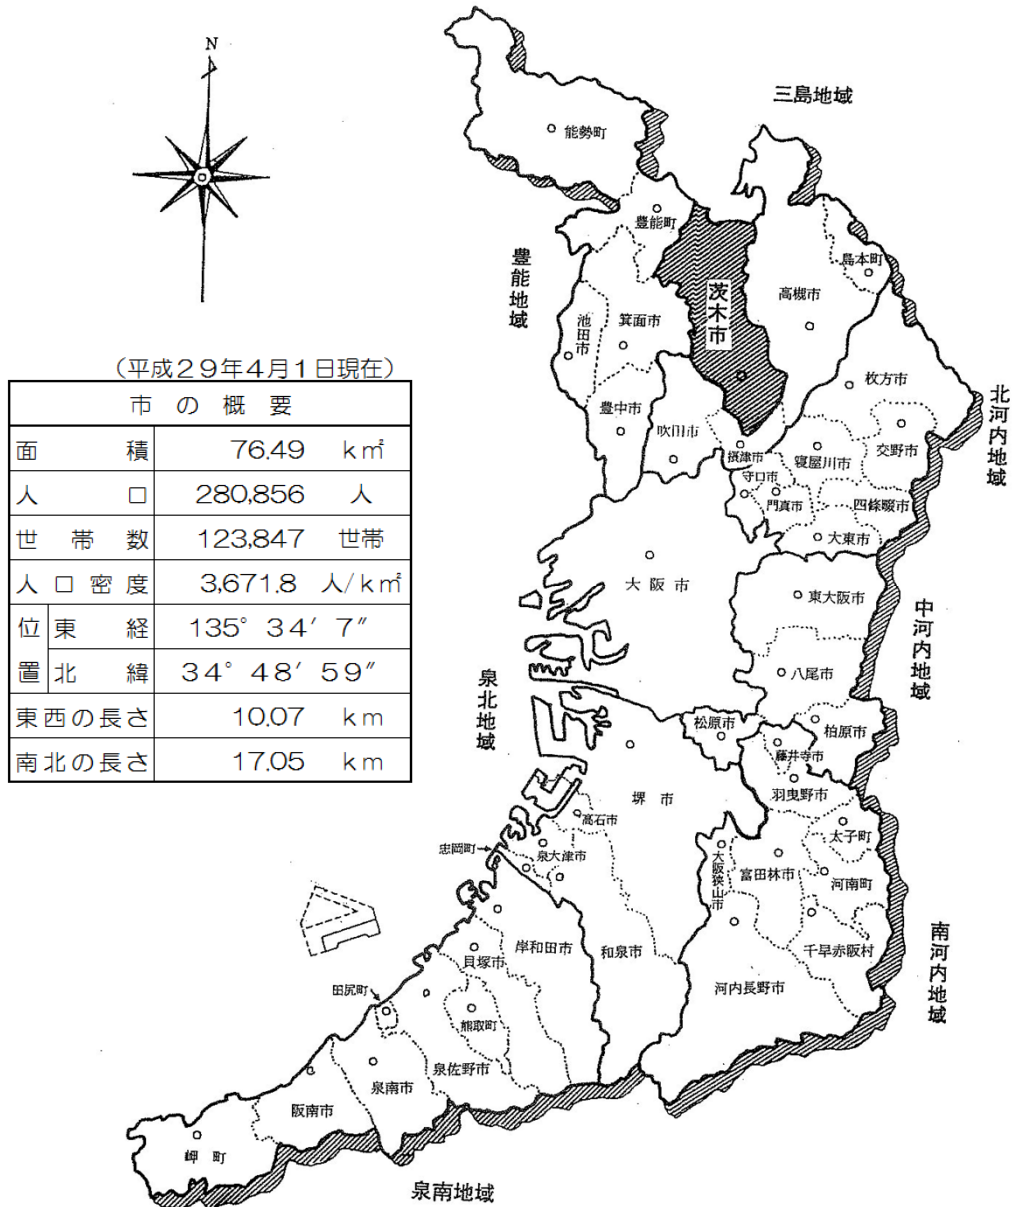 N
三島地域
能勢町
豊能町
島本町
豊能地域
茨木市
高槻市
池田市
箕面市
(平成29年4月1日現在)
市の概要
面積 76.49 k㎡
人口 280,856 人
世帯数 123,847 世帯
人口密度 3,671.8 人/k㎡
位置 東経 135° 34′ 7″
北緯 34° 48′ 59″
東西の長さ 10.07 km
南北の長さ 17.05 km
枚方市
北河内地域
豊中市
吹田市
摂津市
寝屋川市
交野市
守口市
門真市
四條畷市
大東市
大阪市
東大阪市
中河内地域
八尾市
泉北地域
松原市
柏原市
藤井寺市
羽曳野市
堺市
高石市
太子町
忠岡町
泉大津市
大阪狭山市
富田林市
河南町
岸和田市
和泉市
千早赤阪村
南河内地域
貝塚市
河内長野市
田尻町
熊取町
泉佐野市
泉南市
阪南市
岬町
泉南地域